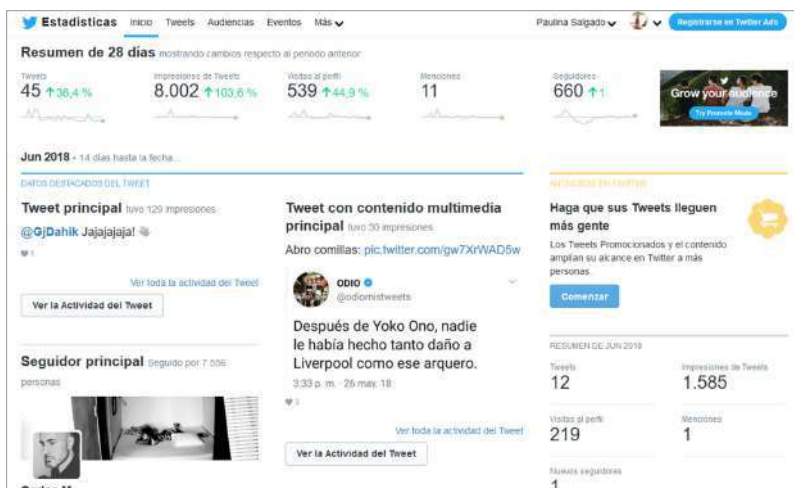 Estadísticas Inicio Tweets Audiencias Eventos Más
Paulina Salgado
Registrarse en Twitter Ads
Resumen de 28 días mostrando cambios respecto al periodo anterior
Tweets
45 ↑36,4 %
Impresiones de Tweets
8.002 ↑103,6 %
Visitas al perfil
539 ↑44,9 %
Menciones
11
Seguidores
660 ↑1
Grow your audience
Try Promote Mode
Jun 2018 • 14 días hasta la fecha...
DATOS DESTACADOS DEL TWEET
Tweet principal tuvo 129 impresiones
@GjDahik Jajajajaja!
1
Ver toda la actividad del Tweet
Ver la Actividad del Tweet
Seguidor principal Seguido por 7.556
personas
Tweet con contenido multimedia
principal tuvo 30 impresiones
Abro comillas: pic.twitter.com/gw7XrWAD5w
ODIO
@odiomistweets
Después de Yoko Ono, nadie
le había hecho tanto daño a
Liverpool como ese arquero.
3:33 p. m. · 26 may. 18
3
Ver toda la actividad del Tweet
Ver la Actividad del Tweet
ANÚNCIESE EN TWITTER
Haga que sus Tweets lleguen
más gente
Los Tweets Promocionados y el contenido
amplían su alcance en Twitter a más
personas.
Comenzar
RESUMEN DE JUN 2018
Tweets
12
Impresiones de Tweets
1.585
Visitas al perfil
219
Menciones
1
Nuevos seguidores
1